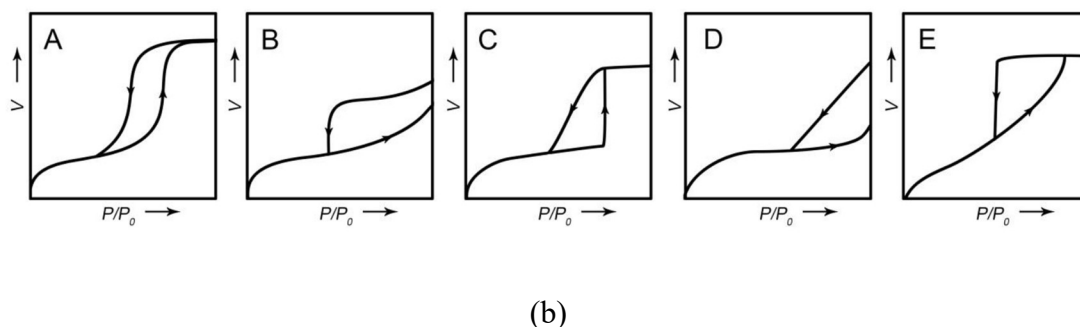 A B C D E
V V V V V
P/P₀ P/P₀ P/P₀ P/P₀ P/P₀
(b)